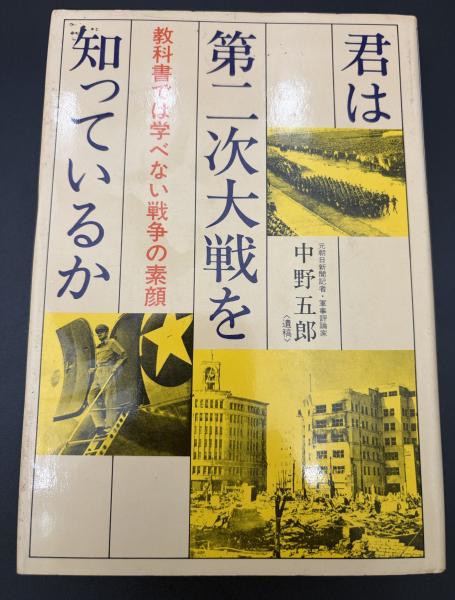 君は
第二次大戦を
知っているか
教科書では学べない戦争の素顔
元朝日新聞記者・軍事評論家
中野五郎
〈遺稿〉